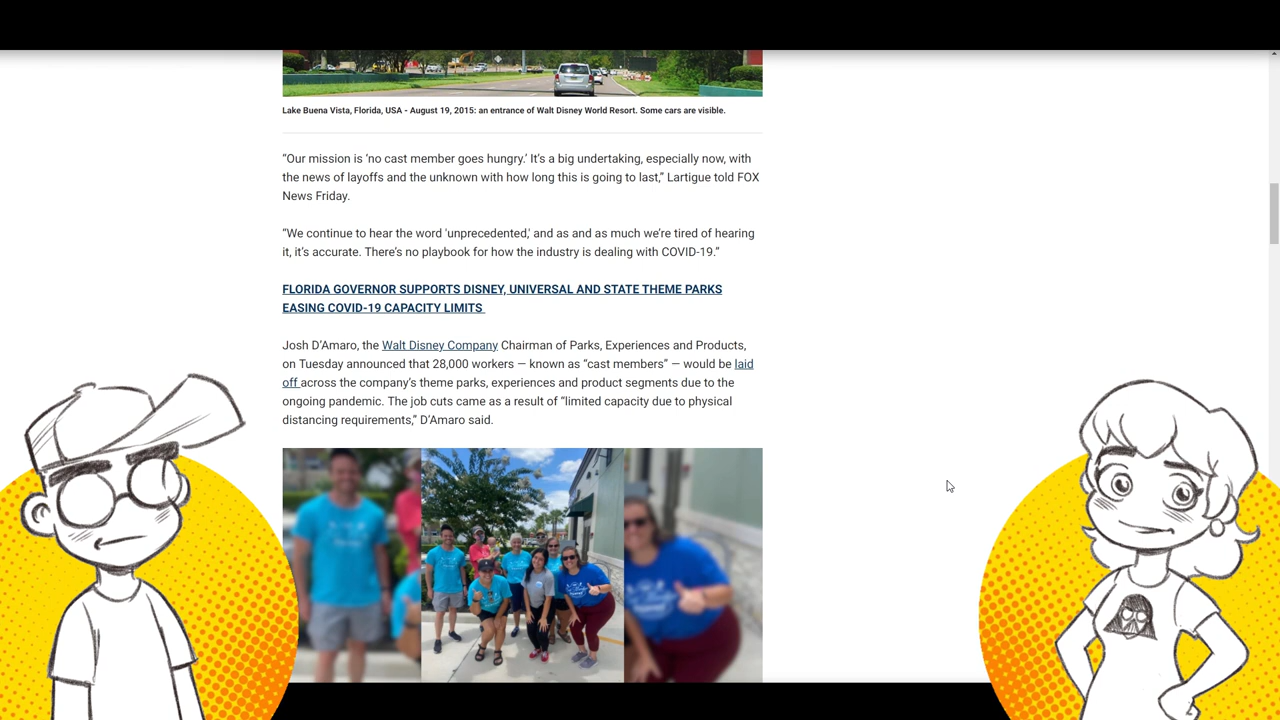 Lake Buena Vista, Florida, USA - August 19, 2015: an entrance of Walt Disney World Resort. Some cars are visible.
“Our mission is ‘no cast member goes hungry.’ It’s a big undertaking, especially now, with
the news of layoffs and the unknown with how long this is going to last,” Lartigue told FOX
News Friday.
“We continue to hear the word 'unprecedented,' and as and as much we’re tired of hearing
it, it’s accurate. There’s no playbook for how the industry is dealing with COVID-19.”
FLORIDA GOVERNOR SUPPORTS DISNEY, UNIVERSAL AND STATE THEME PARKS
EASING COVID-19 CAPACITY LIMITS
Josh D’Amaro, the Walt Disney Company Chairman of Parks, Experiences and Products,
on Tuesday announced that 28,000 workers — known as “cast members” — would be laid
off across the company’s theme parks, experiences and product segments due to the
ongoing pandemic. The job cuts came as a result of “limited capacity due to physical
distancing requirements,” D’Amaro said.